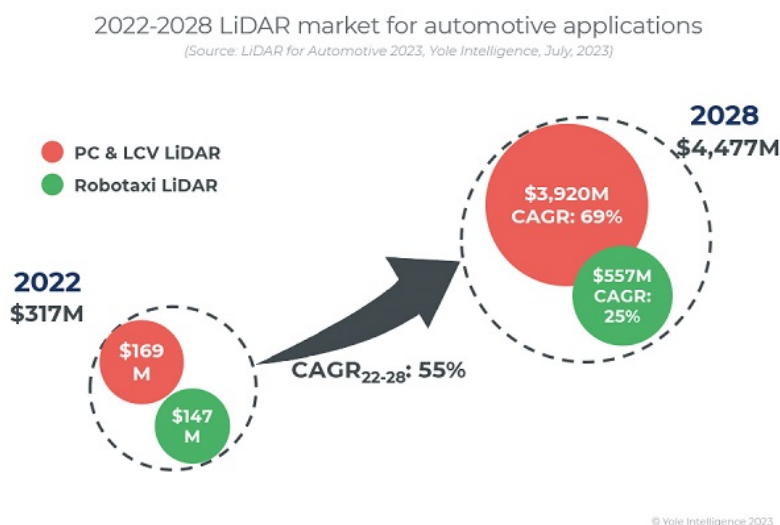 2022-2028 LiDAR market for automotive applications
(Source: LiDAR for Automotive 2023, Yole Intelligence, July, 2023)
PC & LCV LiDAR
Robotaxi LiDAR
2022
$317M
$169
M
$147
M
CAGR22-28: 55%
2028
$4,477M
$3,920M
CAGR: 69%
$557M
CAGR:
25%
© Yole Intelligence 2023